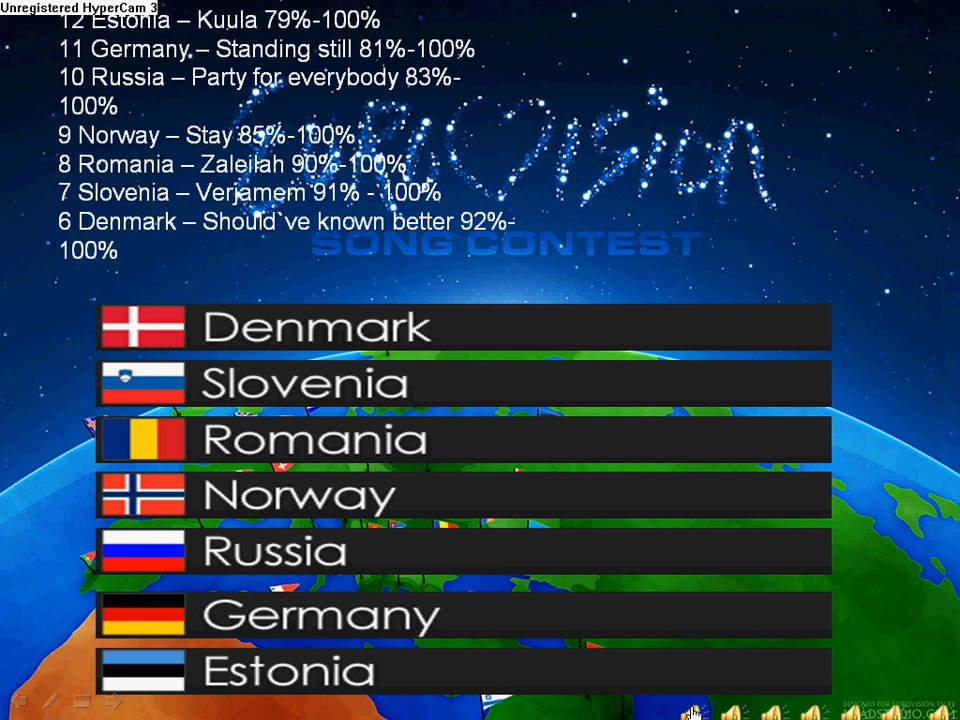 Unregistered HyperCam 3
12 Estonia – Kuula 79%-100%
11 Germany – Standing still 81%-100%
10 Russia – Party for everybody 83%-
100%
9 Norway – Stay 85%-100%
8 Romania – Zaleilah 90%-100%
7 Slovenia – Verjamem 91% - 100%
6 Denmark – Should`ve known better 92%-
100%
EUROVISION
SONG CONTEST
Denmark
Slovenia
Romania
Norway
Russia
Germany
Estonia